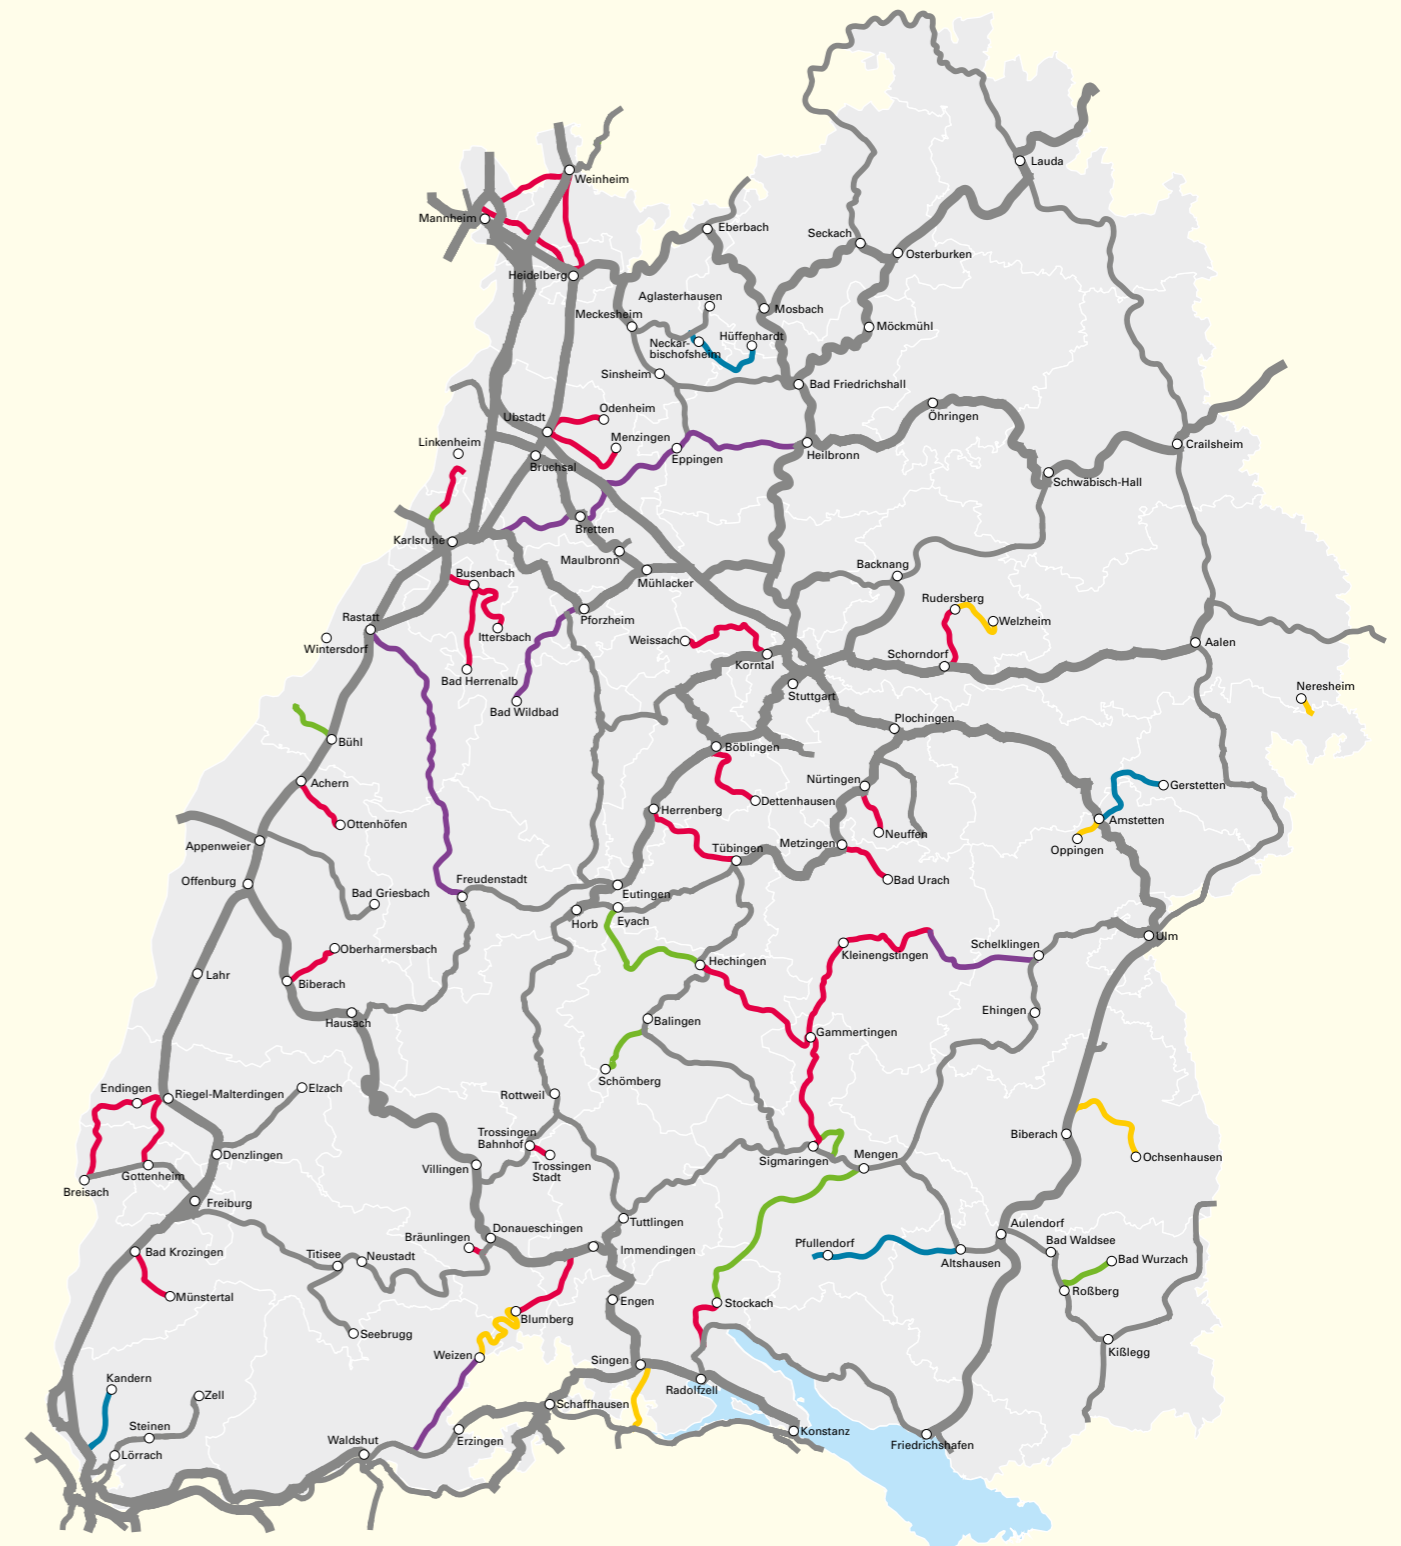 Lauda
Weinheim
Mannheim
Eberbach
Seckach
Osterburken
Heidelberg
Aglasterhausen
Meckesheim
Mosbach
Möckmühl
Neckar-
bischofsheim
Hüffenhardt
Sinsheim
Bad Friedrichshall
Öhringen
Odenheim
Ubstadt
Linkenheim
Menzingen
Crailsheim
Heilbronn
Eppingen
Bruchsal
Schwäbisch-Hall
Bretten
Karlsruhe
Maulbronn
Backnang
Busenbach
Mühlacker
Rudersberg
Rastatt
Pforzheim
Welzheim
Ittersbach
Weissach
Wintersdorf
Aalen
Schorndorf
Korntal
Bad Herrenalb
Neresheim
Stuttgart
Bad Wildbad
Plochingen
Bühl
Böblingen
Achern
Nürtingen
Gerstetten
Dettenhausen
Herrenberg
Amstetten
Ottenhöfen
Neuffen
Appenweier
Tübingen
Metzingen
Oppingen
Offenburg
Freudenstadt
Bad Urach
Bad Griesbach
Eutingen
Horb
Eyach
Ulm
Oberharmersbach
Schelklingen
Kleinengstingen
Hechingen
Lahr
Biberach
Ehingen
Hausach
Balingen
Gammertingen
Schömberg
Endingen
Elzach
Riegel-Malterdingen
Rottweil
Trossingen
Bahnhof
Biberach
Denzlingen
Sigmaringen
Mengen
Ochsenhausen
Villingen
Trossingen
Stadt
Gottenheim
Breisach
Freiburg
Tuttlingen
Aulendorf
Donaueschingen
Bräunlingen
Pfullendorf
Bad Waldsee
Bad Krozingen
Titisee
Neustadt
Immendingen
Altshausen
Bad Wurzach
Münstertal
Roßberg
Engen
Stockach
Blumberg
Seebrugg
Kißlegg
Weizen
Singen
Kandern
Radolfzell
Zell
Schaffhausen
Steinen
Konstanz
Waldshut
Erzingen
Friedrichshafen
Lörrach